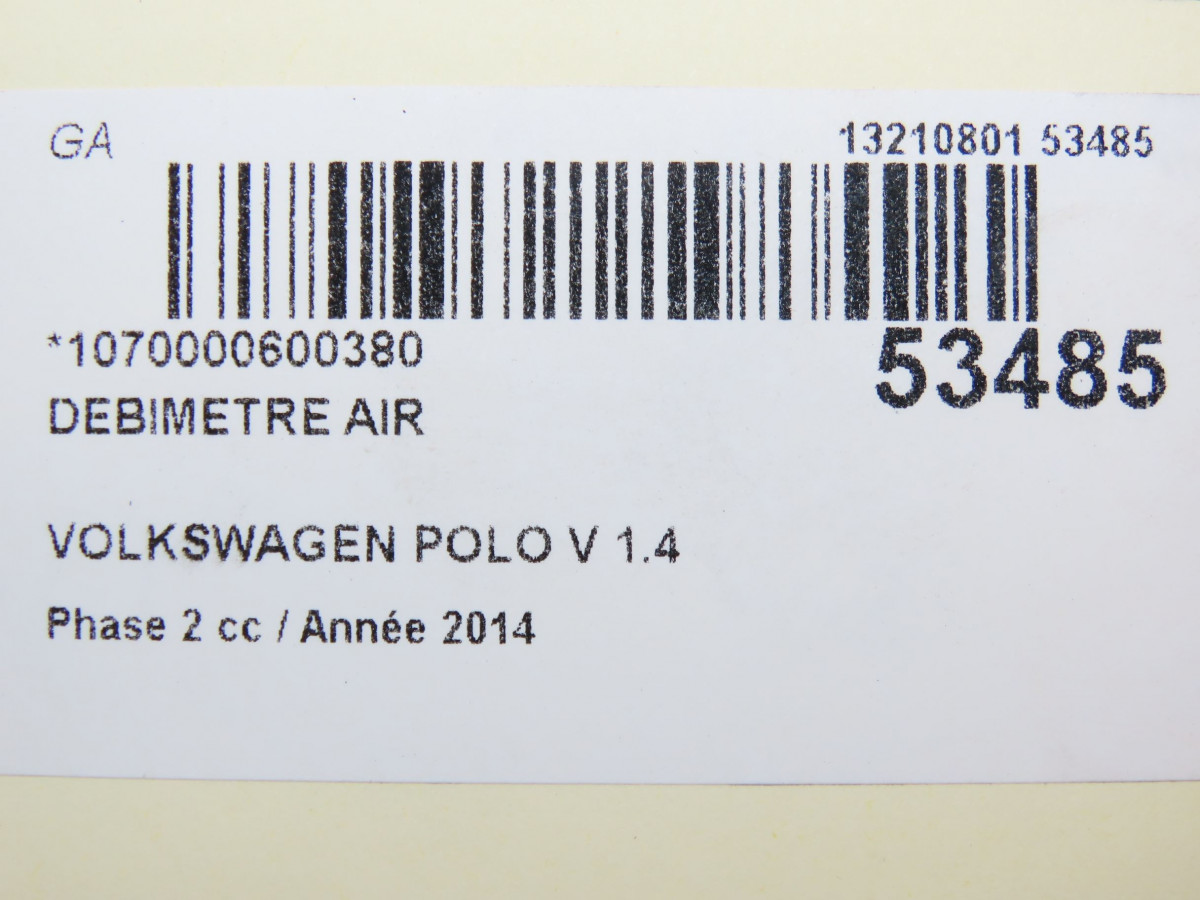 GA 13210801 53485
*1070000600380 53485
DEBIMETRE AIR
VOLKSWAGEN POLO V 1.4
Phase 2 cc / Année 2014